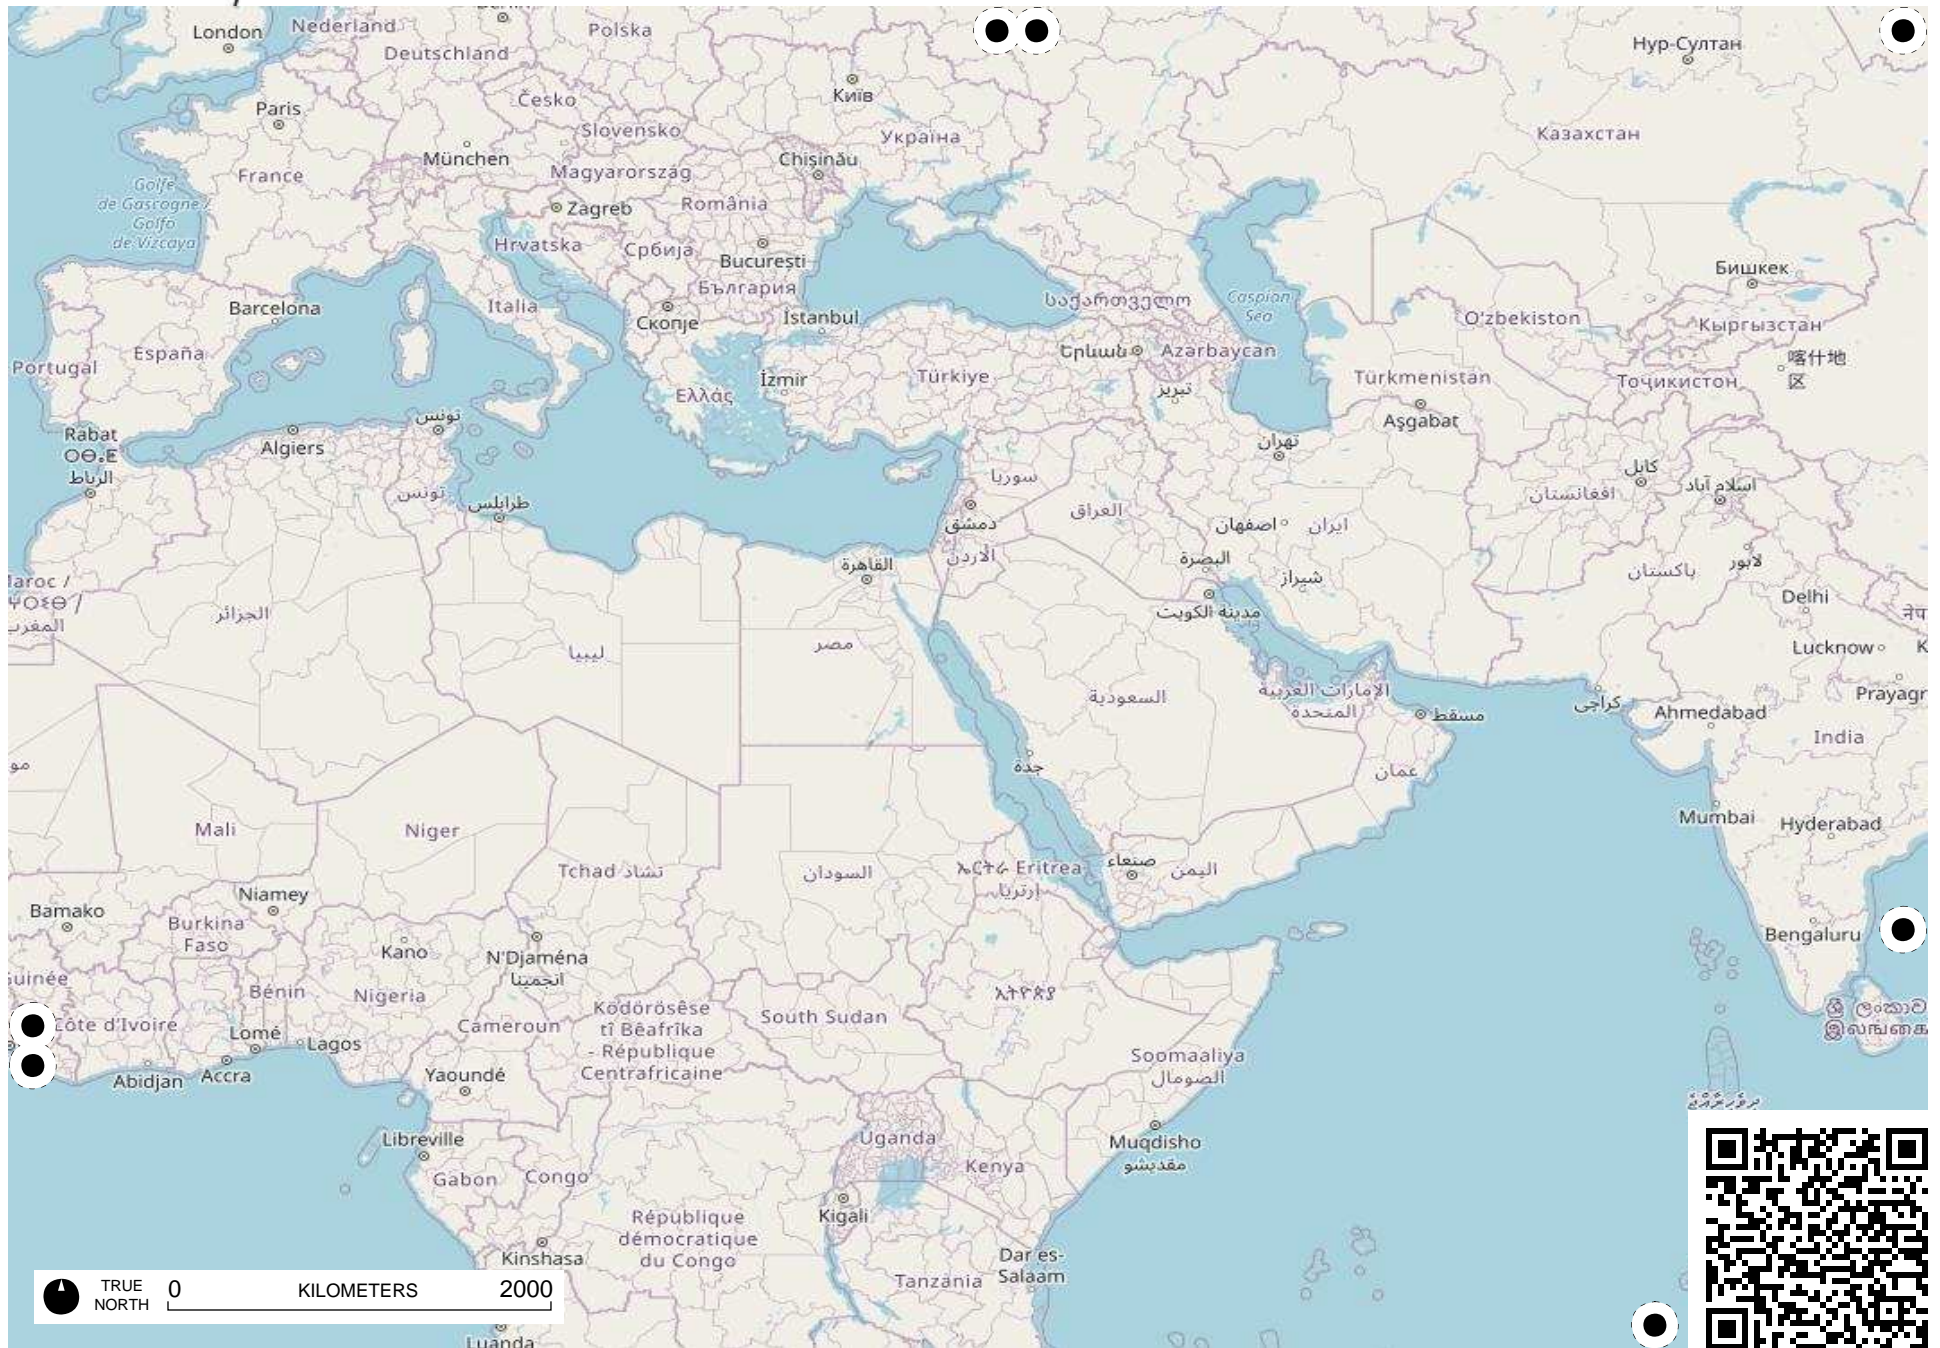 London
Nederland
Polska
Deutschland
Нур-Султан
Paris
Česko
Київ
Slovensko
Україна
Казахстан
München
Chișinău
France
Magyarország
Golfe
de Gascogne /
Golfo
de Vizcaya
Zagreb
România
Hrvatska
Србија
București
Бишкек
България
Barcelona
Italia
Скопје
İstanbul
საქართველო
Caspian
Sea
O‘zbekiston
Кыргызстан
España
Portugal
Երևան
Azərbaycan
喀什地
区
İzmir
Türkiye
Türkmenistan
Тоҷикистон
Ελλάς
تبریز
تونس
Aşgabat
Rabat
ⵔⴱⴰⵟ
الرباط
Algiers
تهران
كابل
سوريا
اسلام آباد
تونس
افغانستان
طرابلس
العراق
دمشق
اصفهان
ایران
الأردن
القاهرة
البصرة
شیراز
لاہور
پاکستان
Delhi
الجزائر
مدينة الكويت
Lucknow
ليبيا
مصر
السعودية
الإمارات العربية
المتحدة
مسقط
کراچی
Ahmedabad
India
جدة
عمان
Mali
Niger
Mumbai
Hyderabad
Tchad تشاد
السودان
ኤርትራ Eritrea
إرتريا
صنعاء
اليمن
Niamey
Bamako
Burkina
Faso
Kano
N'Djaména
انجمينا
Bengaluru
Bénin
Nigeria
Ködörösêse
tî Bêafrîka
- République
Centrafricaine
ኢትዮጵያ
South Sudan
Côte d'Ivoire
Cameroun
Lomé
Lagos
Abidjan
Accra
Yaoundé
Soomaaliya
الصومال
ދިވެހިރާއްޖެ
Libreville
Uganda
Muqdisho
مقديشو
Gabon
Congo
Kenya
Kigali
République
démocratique
du Congo
Kinshasa
Dar es-
Salaam
Tanzania
TRUE
NORTH
0 KILOMETERS 2000
Luanda